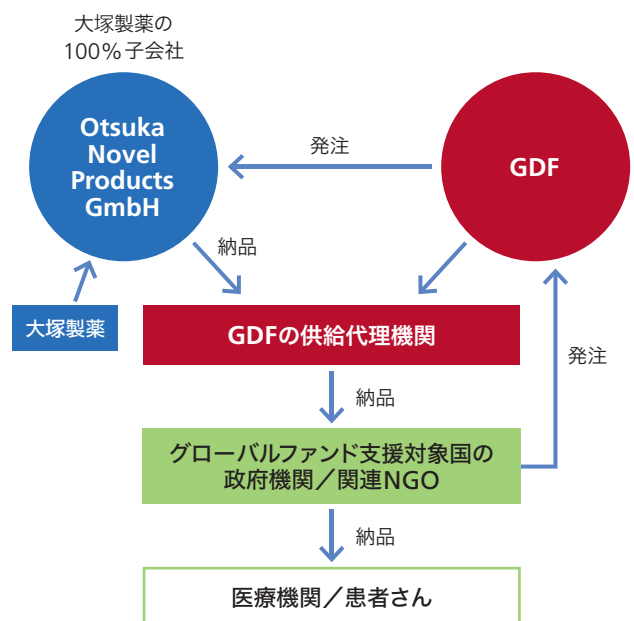 大塚製薬の
100％子会社
Otsuka
Novel
Products
GmbH
発注
GDF
納品
大塚製薬
GDFの供給代理機関
発注
納品
グローバルファンド支援対象国の
政府機関／関連NGO
納品
医療機関／患者さん